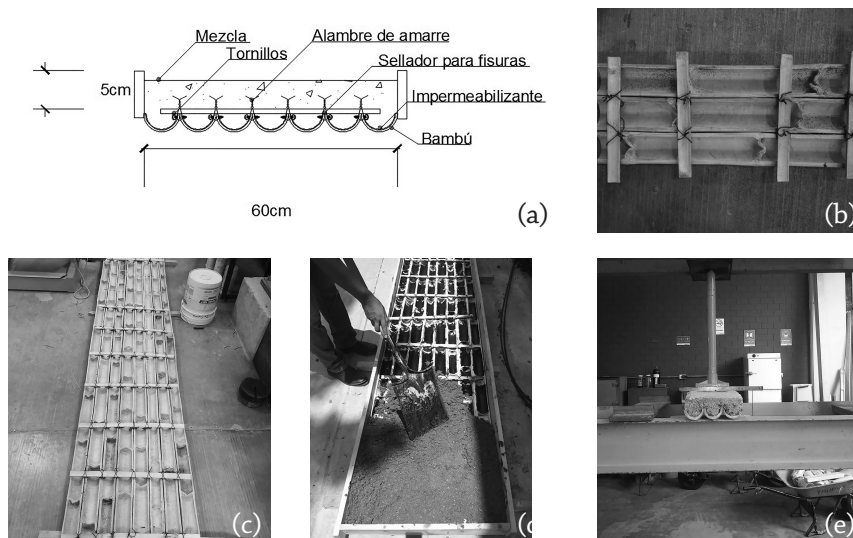 Mezcla
Alambre de amarre
Tornillos
Sellador para fisuras
5cm
Impermeabilizante
Bambú
60cm
(a)
(b)
(c)
(d
(e)